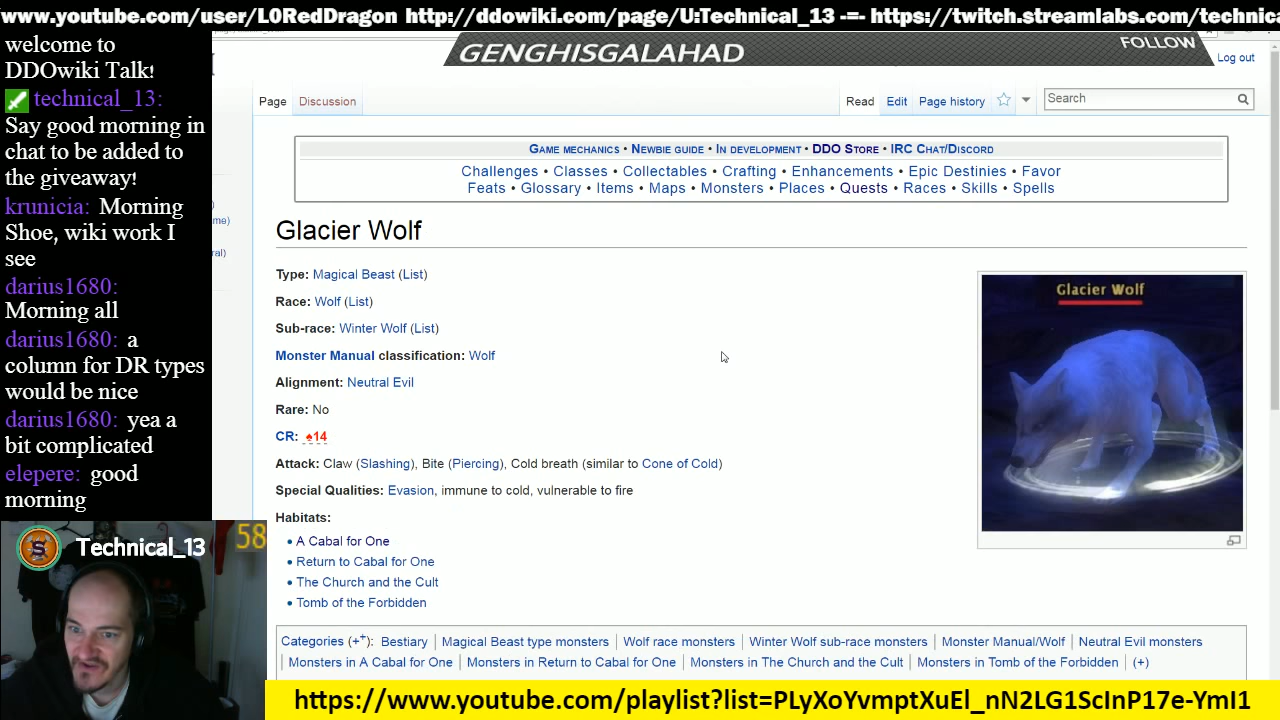 www.youtube.com/user/L0RedDragon http://ddowiki.com/page/U:Technical_13 -=- https://twitch.streamlabs.com/technica
welcome to
DDOwiki Talk!
technical_13:
Say good morning in
chat to be added to
the giveaway!
krunicia: Morning
Shoe, wiki work I
see
darius1680:
Morning all
darius1680: a
column for DR types
would be nice
darius1680: yea a
bit complicated
elepere: good
morning
58
Technical_13
me)
ral)
GENGHISGALAHAD
FOLLOW
Log out
Page Discussion Read Edit Page history Search
Game mechanics • Newbie guide • In development • DDO Store • IRC Chat/Discord
Challenges • Classes • Collectables • Crafting • Enhancements • Epic Destinies • Favor
Feats • Glossary • Items • Maps • Monsters • Places • Quests • Races • Skills • Spells
Glacier Wolf
Type: Magical Beast (List)
Race: Wolf (List)
Sub-race: Winter Wolf (List)
Monster Manual classification: Wolf
Alignment: Neutral Evil
Rare: No
CR: ♠14
Attack: Claw (Slashing), Bite (Piercing), Cold breath (similar to Cone of Cold)
Special Qualities: Evasion, immune to cold, vulnerable to fire
Habitats:
• A Cabal for One
• Return to Cabal for One
• The Church and the Cult
• Tomb of the Forbidden
Glacier Wolf
Categories (+⁺): Bestiary | Magical Beast type monsters | Wolf race monsters | Winter Wolf sub-race monsters | Monster Manual/Wolf | Neutral Evil monsters
| Monsters in A Cabal for One | Monsters in Return to Cabal for One | Monsters in The Church and the Cult | Monsters in Tomb of the Forbidden | (+)
https://www.youtube.com/playlist?list=PLyXoYvmptXuEl_nN2LG1ScInP17e-YmI1